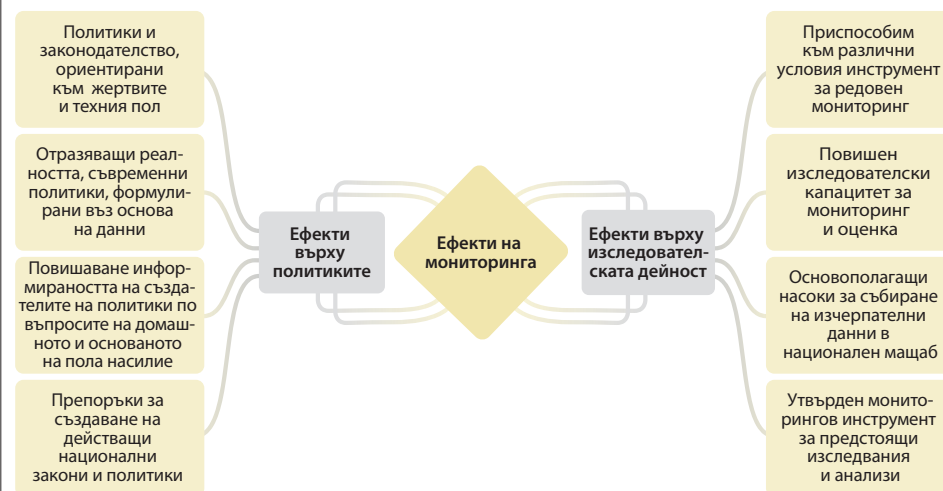 Политики и
законодателство,
ориентирани
към жертвите
и техния пол
Отразяващи реал-
ността, съвременни
политики, формули-
рани въз основа
на данни
Повишаване инфор-
мираността на създа-
телите на политики по
въпросите на домаш-
ното и основаното
на пола насилие
Препоръки за
създаване на
действащи
национални
закони и политики
Ефекти
върху
политиките
Ефекти на
мониторинга
Ефекти върху
изследовател-
ската дейност
Приспособим
към различни
условия инструмент
за редовен
мониторинг
Повишен
изследователски
капацитет за
мониторинг
и оценка
Основополагащи
насоки за събиране
на изчерпателни
данни в
национален мащаб
Утвърден монито-
рингов инструмент
за предстоящи
изследвания
и анализи